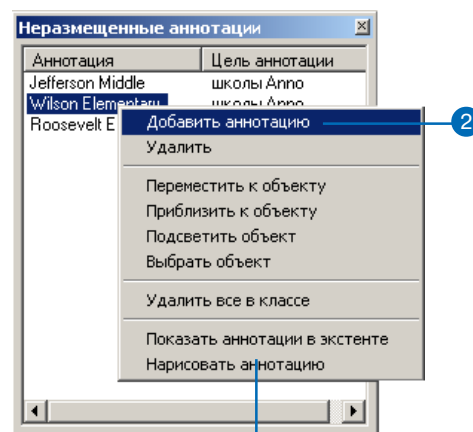 Неразмещенные аннотации
Аннотация Цель аннотации
Jefferson Middle школы Anno
Wilson Elementary школы Anno
Roosevelt E
Добавить аннотацию 2
Удалить
Переместить к объекту
Приблизить к объекту
Подсветить объект
Выбрать объект
Удалить все в классе
Показать аннотации в экстенте
Нарисовать аннотацию